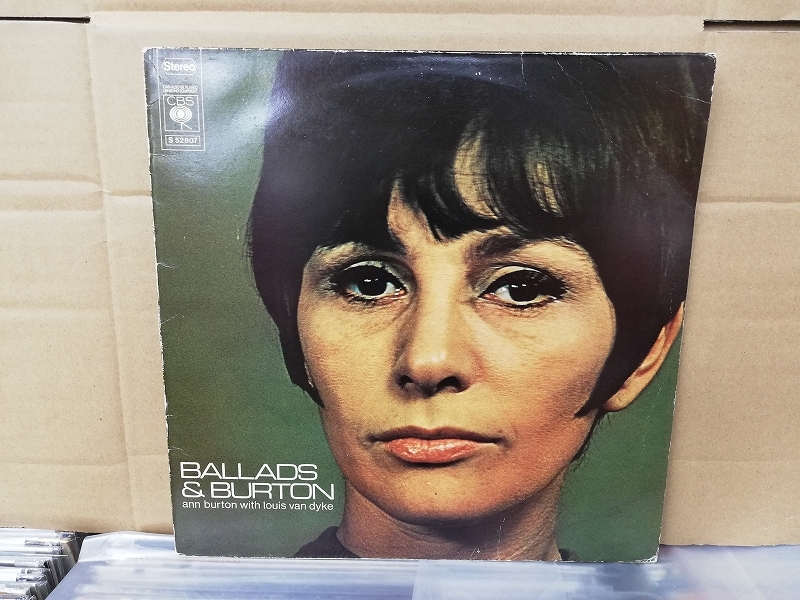 Stereo
CBS
S 52807
BALLADS
& BURTON
ann burton with louis van dyke